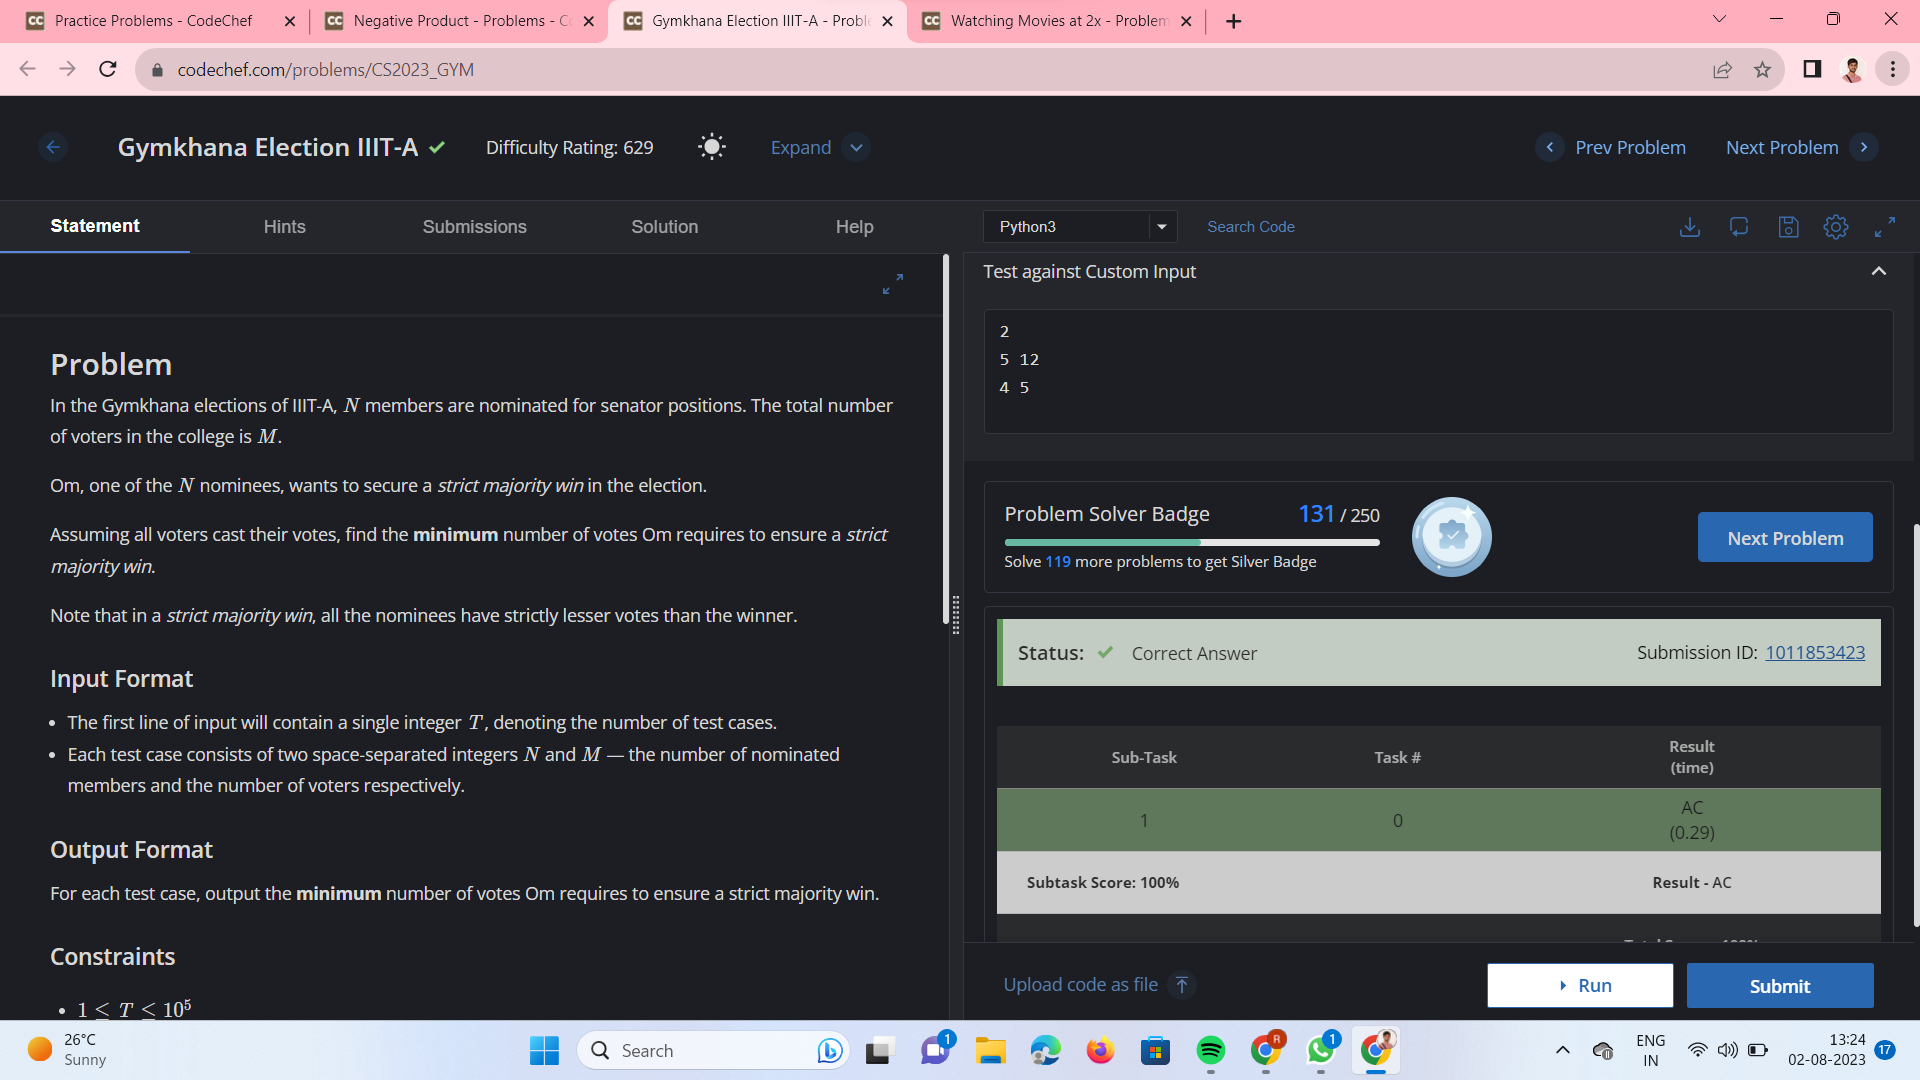 Practice Problems - CodeChef
Negative Product - Problems - C
Gymkhana Election IIIT-A - Proble
Watching Movies at 2x - Problem
codechef.com/problems/CS2023_GYM
Gymkhana Election IIIT-A
Difficulty Rating: 629
Expand
Prev Problem
Next Problem
Statement
Hints
Submissions
Solution
Help
Python3
Search Code
Problem
In the Gymkhana elections of IIIT-A, N members are nominated for senator positions. The total number
of voters in the college is M.
Om, one of the N nominees, wants to secure a strict majority win in the election.
Assuming all voters cast their votes, find the minimum number of votes Om requires to ensure a strict
majority win.
Note that in a strict majority win, all the nominees have strictly lesser votes than the winner.
Input Format
• The first line of input will contain a single integer T, denoting the number of test cases.
• Each test case consists of two space-separated integers N and M — the number of nominated
members and the number of voters respectively.
Output Format
For each test case, output the minimum number of votes Om requires to ensure a strict majority win.
Constraints
• 1 ≤ T ≤ 10⁵
Test against Custom Input
2
5 12
4 5
Problem Solver Badge
131 / 250
Solve 119 more problems to get Silver Badge
Next Problem
Status:
Correct Answer
Submission ID: 1011853423
Sub-Task
Task #
Result
(time)
1
0
AC
(0.29)
Subtask Score: 100%
Result - AC
Upload code as file
Run
Submit
26°C
Sunny
Search
1
R
1
ENG
IN
13:24
02-08-2023
17